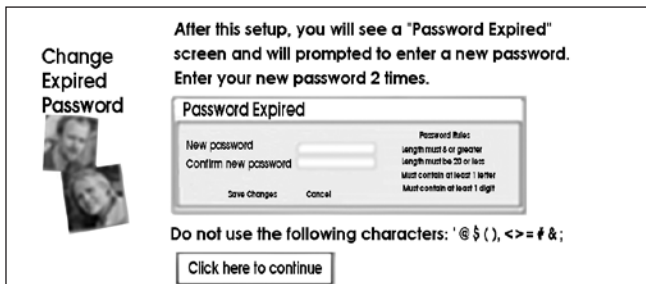 Change
Expired
Password
After this setup, you will see a "Password Expired"
screen and will prompted to enter a new password.
Enter your new password 2 times.
Password Expired
New password
Confirm new password
Save Changes
Cancel
Password Rules
Length must 6 or greater
Length must be 20 or less
Must contain at least 1 letter
Must contain at least 1 digit
Do not use the following characters: ' @ $ ( ), < > = # & ;
Click here to continue